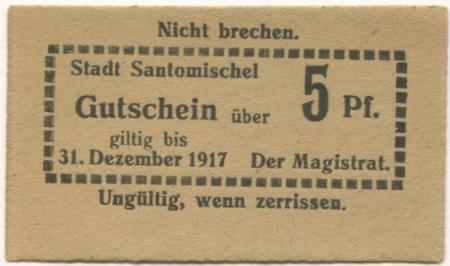 Nicht brechen.
Stadt Santomischel
Gutschein über 5 Pf.
giltig bis
31. Dezember 1917 Der Magistrat.
Ungültig, wenn zerrissen.